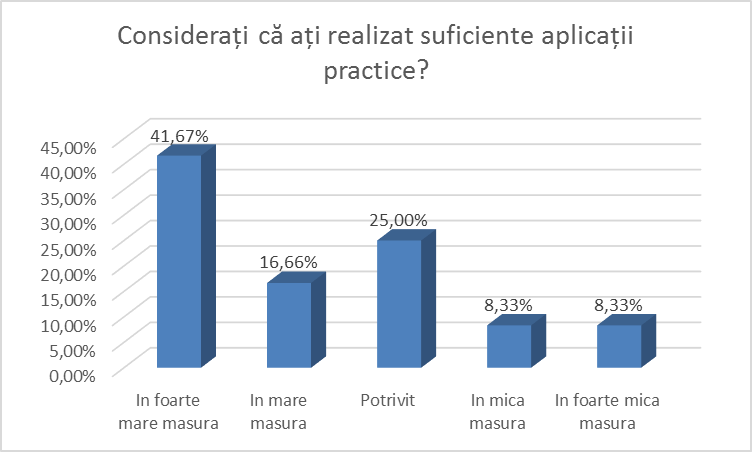 Considerați că ați realizat suficiente aplicații
practice?
45,00%
40,00%
35,00%
30,00%
25,00%
20,00%
15,00%
10,00%
5,00%
0,00%
41,67%
16,66%
25,00%
8,33%
8,33%
In foarte
mare masura
In mare
masura
Potrivit
In mica
masura
In foarte mica
masura